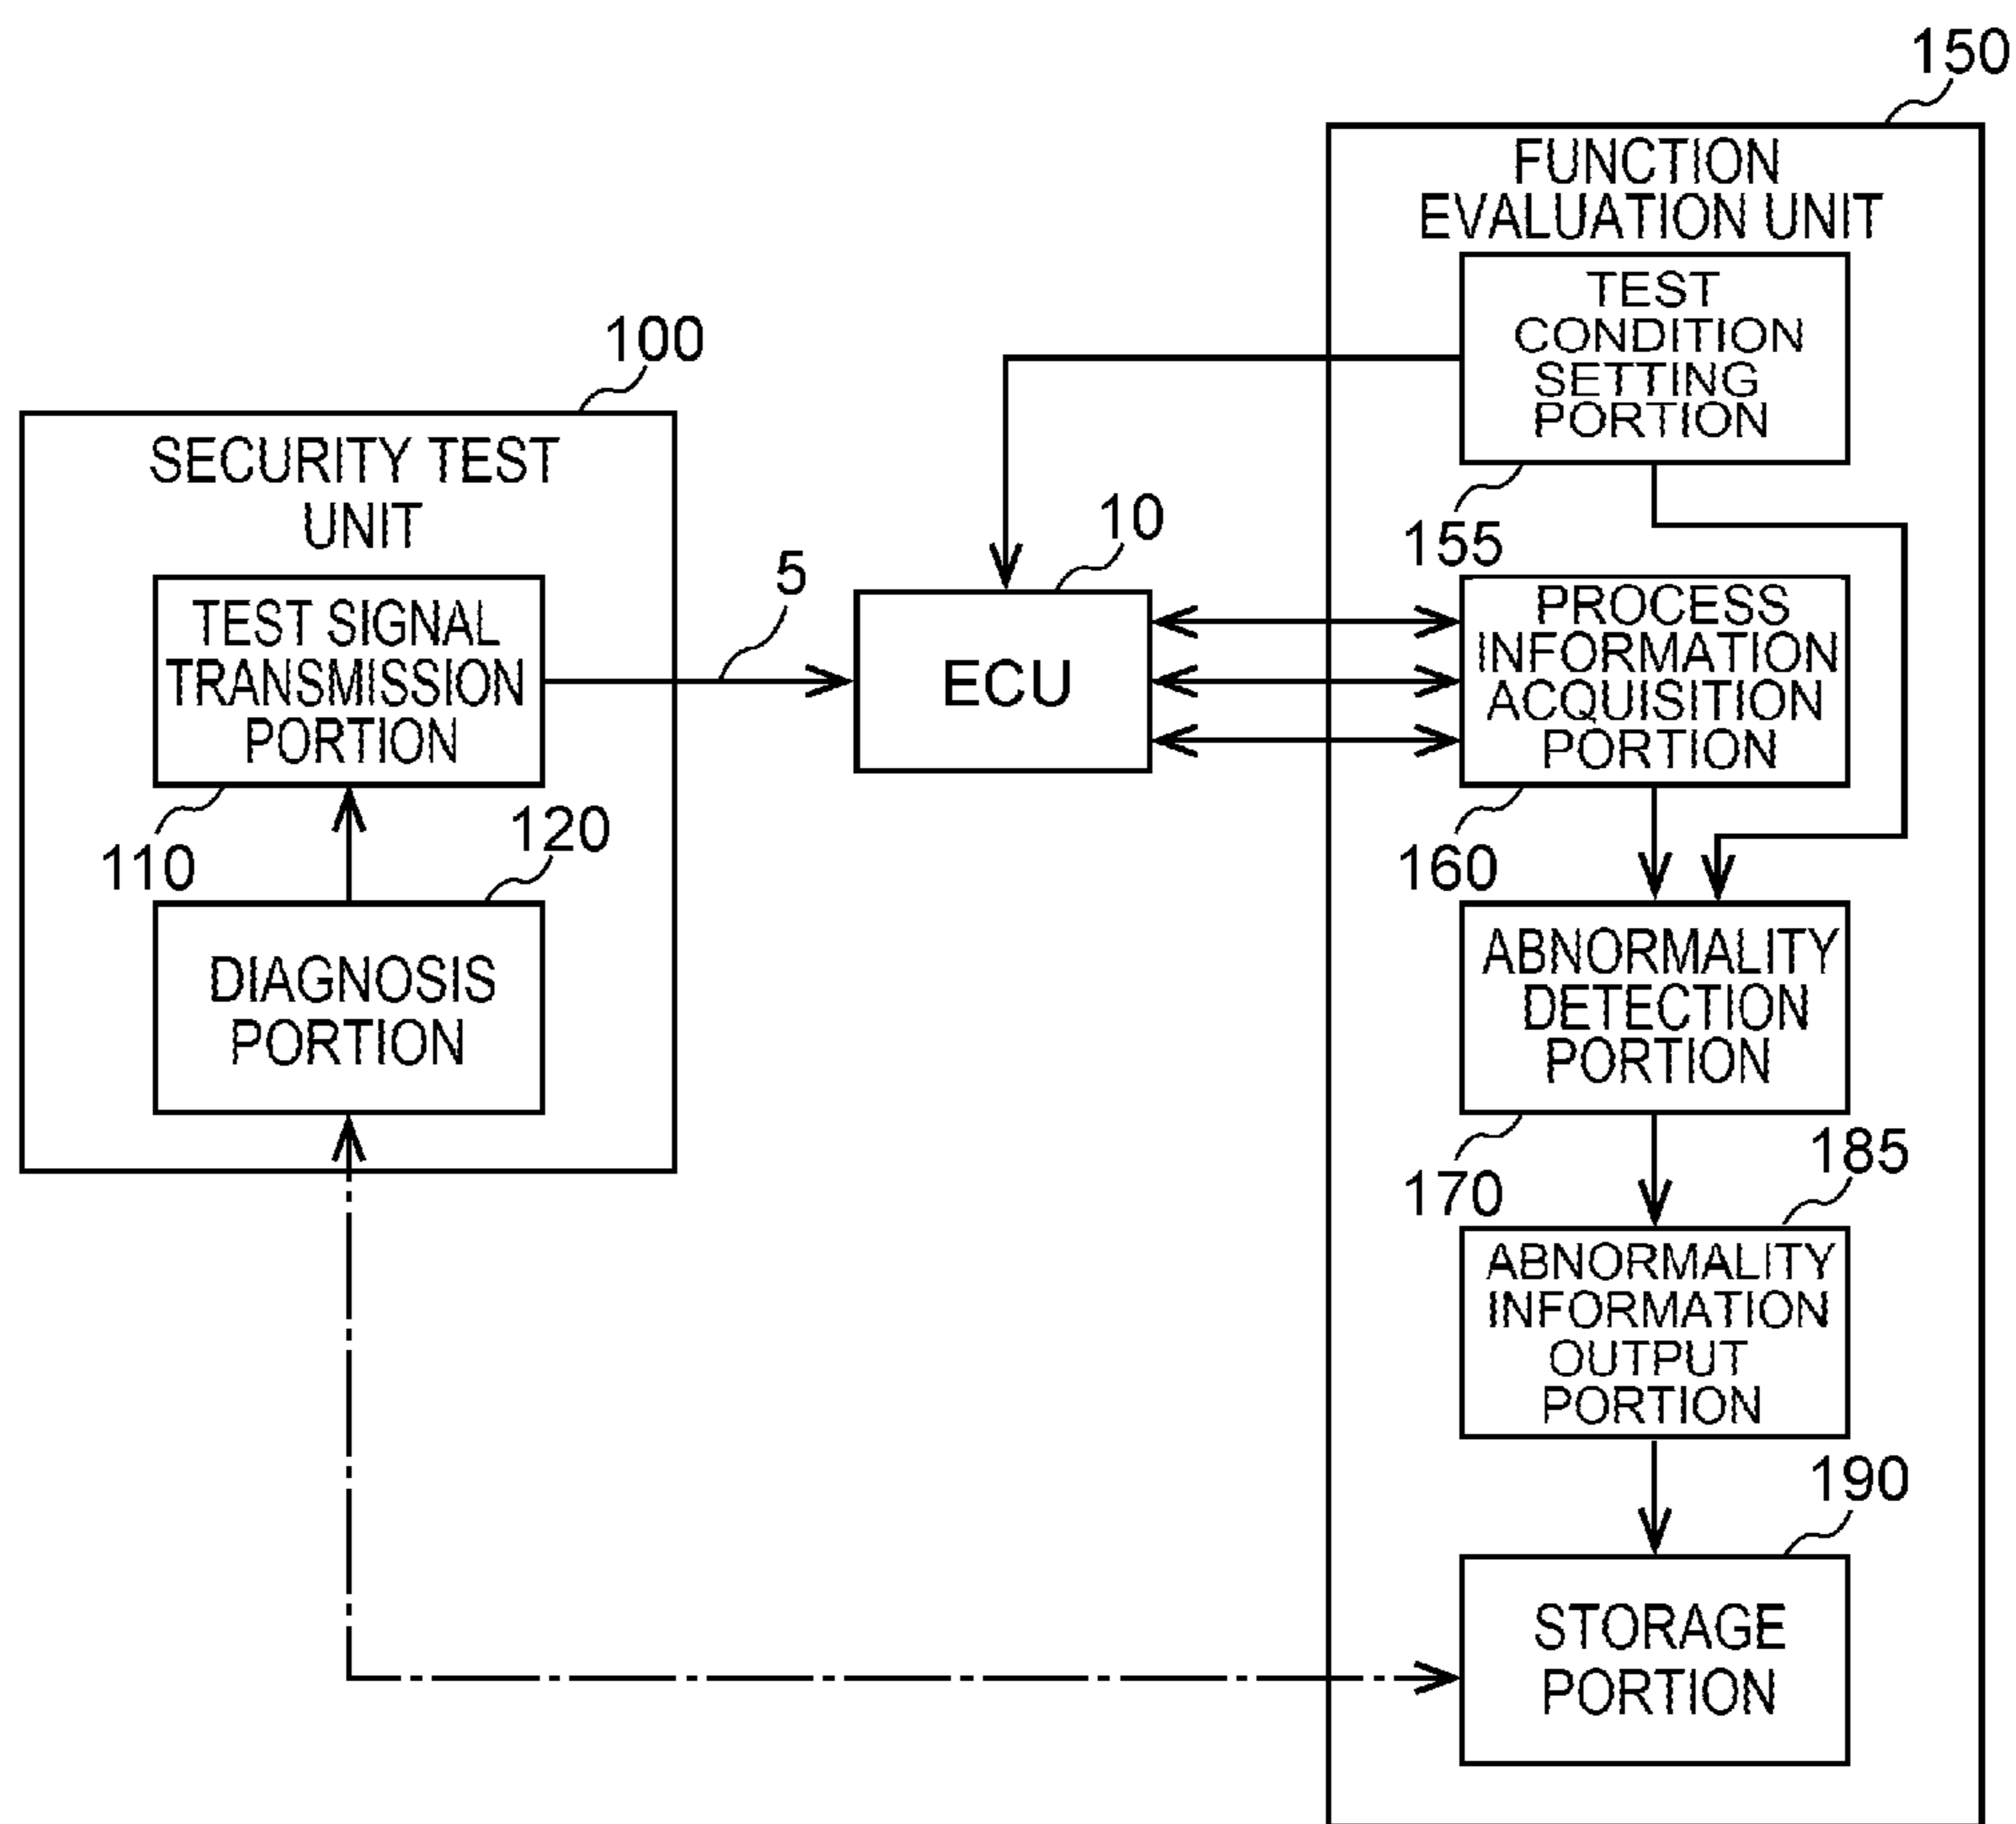 150
FUNCTION
EVALUATION UNIT
TEST
CONDITION
SETTING
PORTION
155
100
SECURITY TEST
UNIT
TEST SIGNAL
TRANSMISSION
PORTION
110
120
DIAGNOSIS
PORTION
5
10
ECU
PROCESS
INFORMATION
ACQUISITION
PORTION
160
ABNORMALITY
DETECTION
PORTION
170
185
ABNORMALITY
INFORMATION
OUTPUT
PORTION
190
STORAGE
PORTION